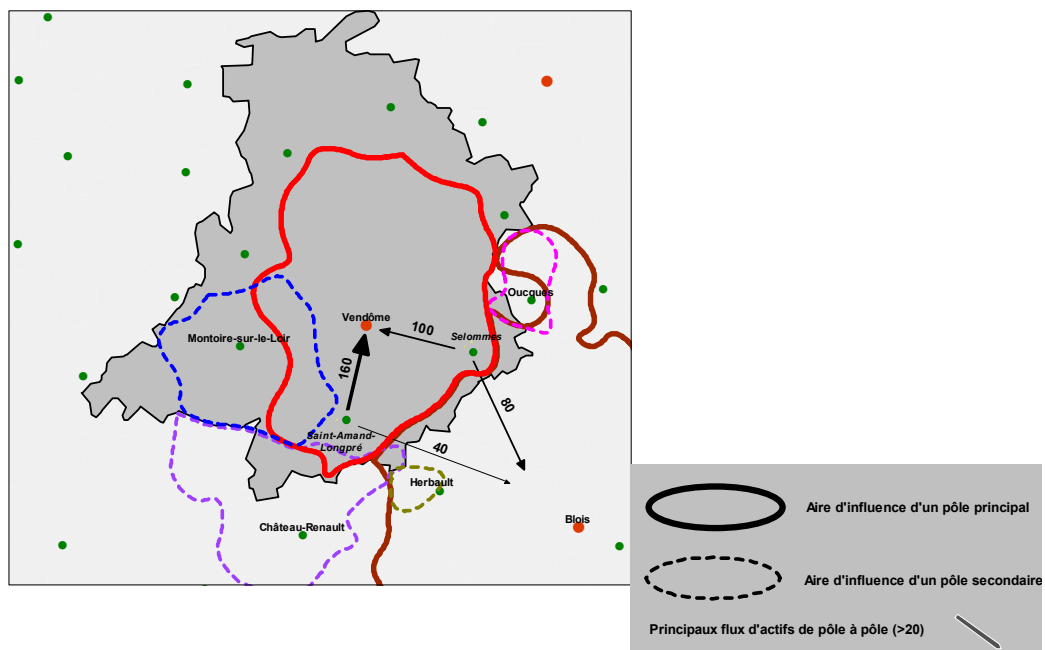 Oucques
Vendôme
100
Selommes
Montoire-sur-le-Loir
160
80
Saint-Amand-
Longpré
40
Herbault
Château-Renault
Blois
Aire d'influence d'un pôle principal
Aire d'influence d'un pôle secondaire
Principaux flux d'actifs de pôle à pôle (>20)